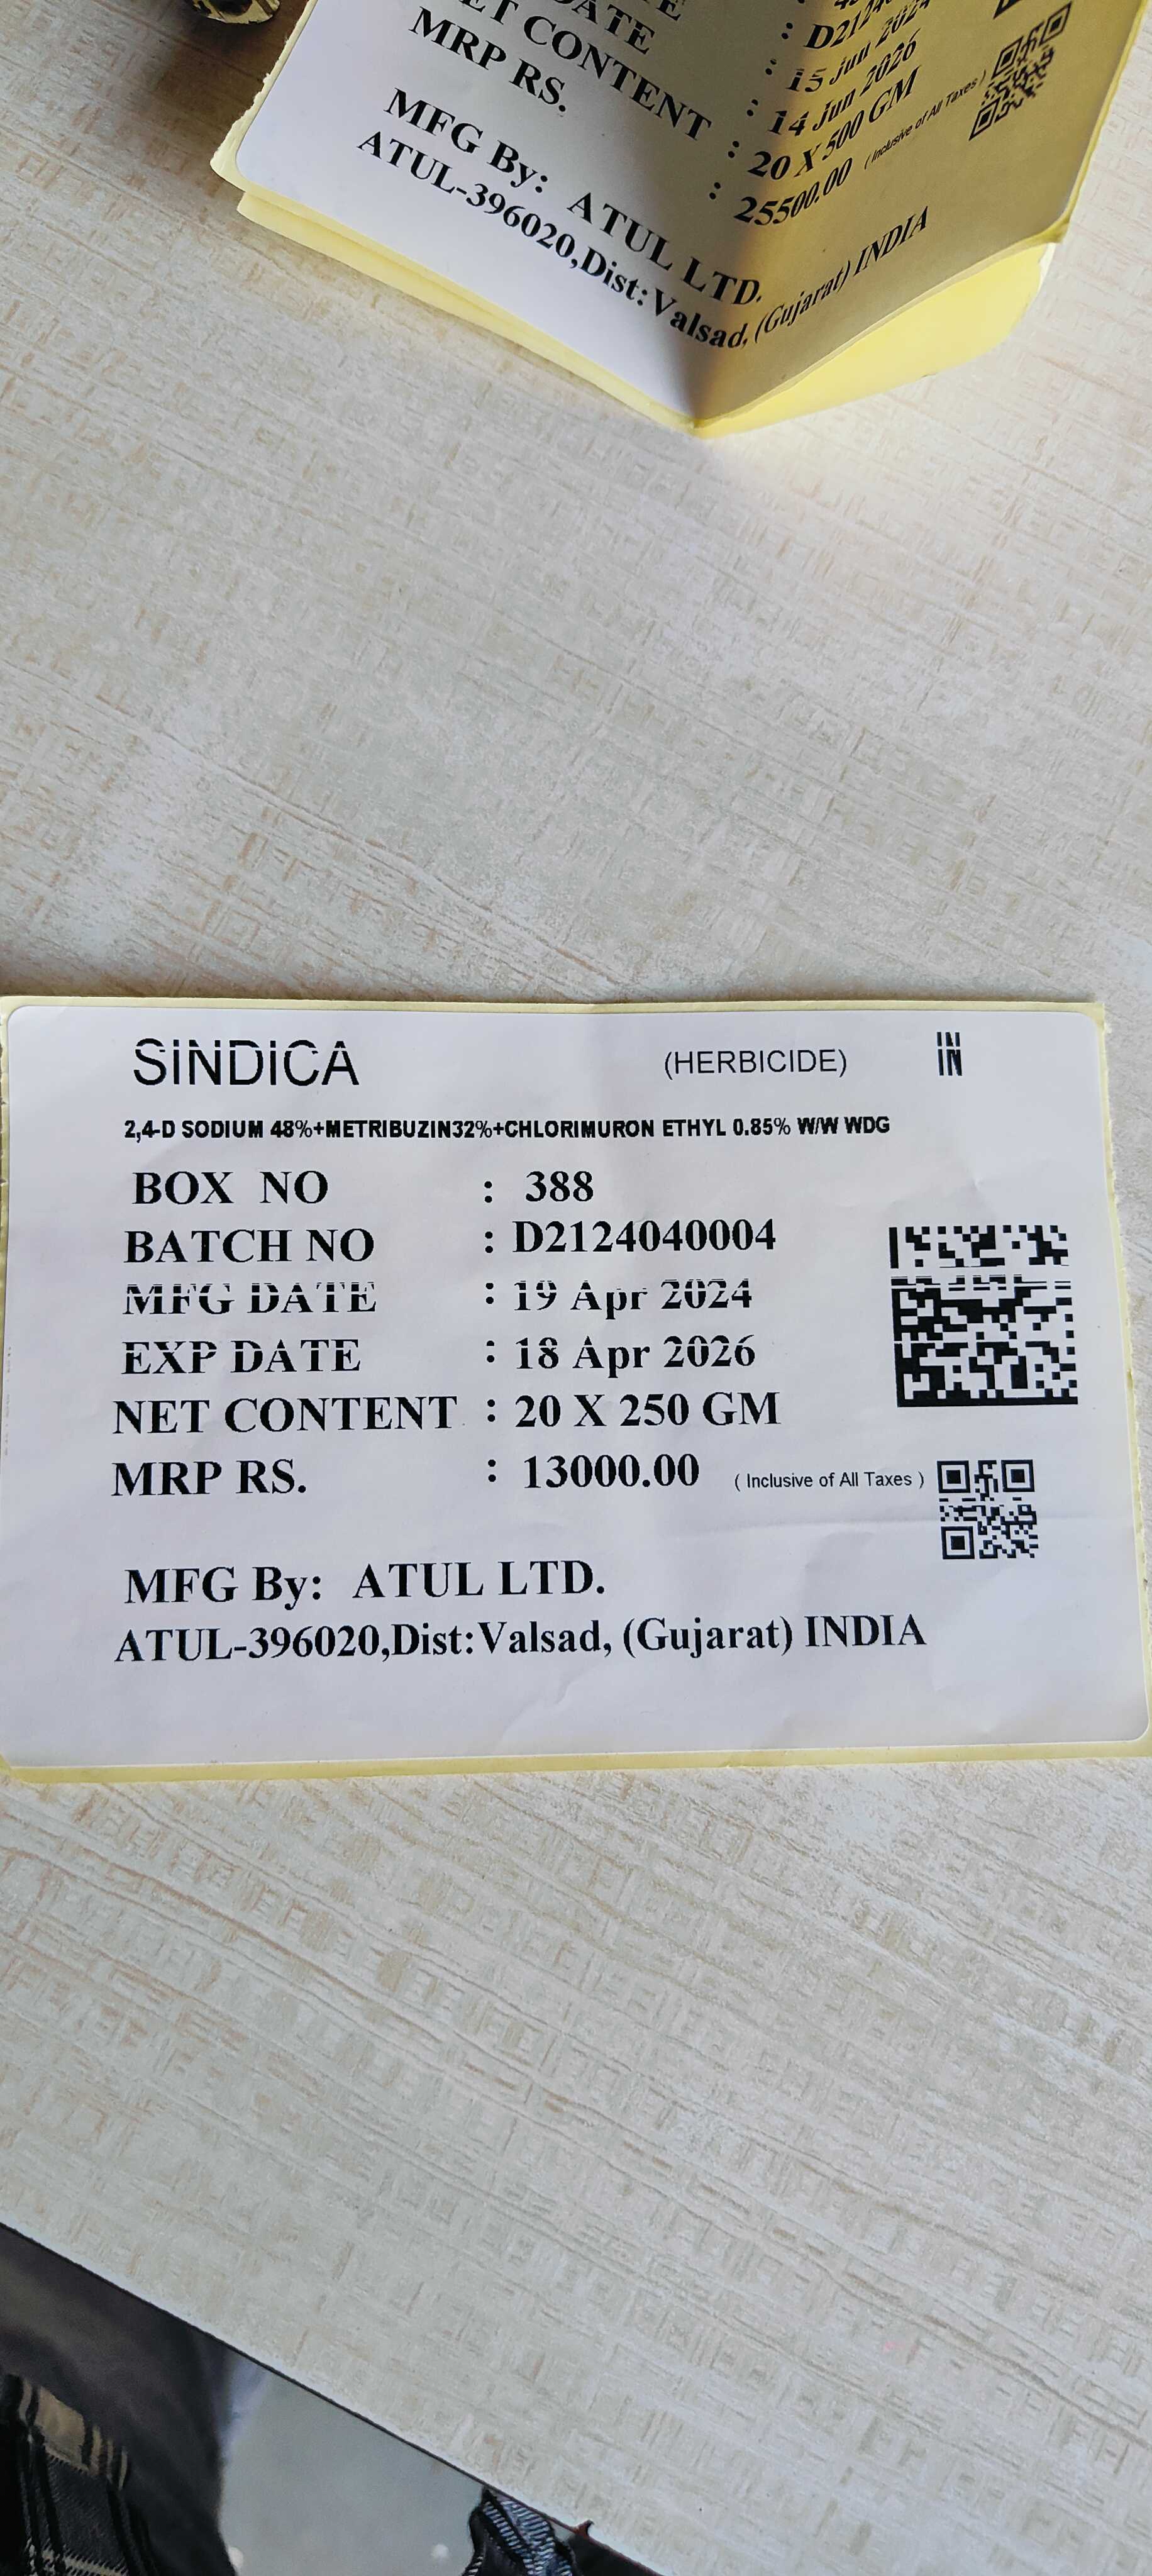 DATE
NET CONTENT
MRP RS.
: 15 Jun 2024
: 14 Jun 2026
: 20 X 500 GM
: 25500.00 ( Inclusive of All Taxes )
MFG By: ATUL LTD.
ATUL-396020,Dist:Valsad, (Gujarat) INDIA
SiNDiCA (HERBICIDE) IN
2,4-D SODIUM 48%+METRIBUZIN32%+CHLORIMURON ETHYL 0.85% W/W WDG
BOX NO : 388
BATCH NO : D2124040004
MFG DATE : 19 Apr 2024
EXP DATE : 18 Apr 2026
NET CONTENT : 20 X 250 GM
MRP RS. : 13000.00 ( Inclusive of All Taxes )
MFG By: ATUL LTD.
ATUL-396020,Dist:Valsad, (Gujarat) INDIA